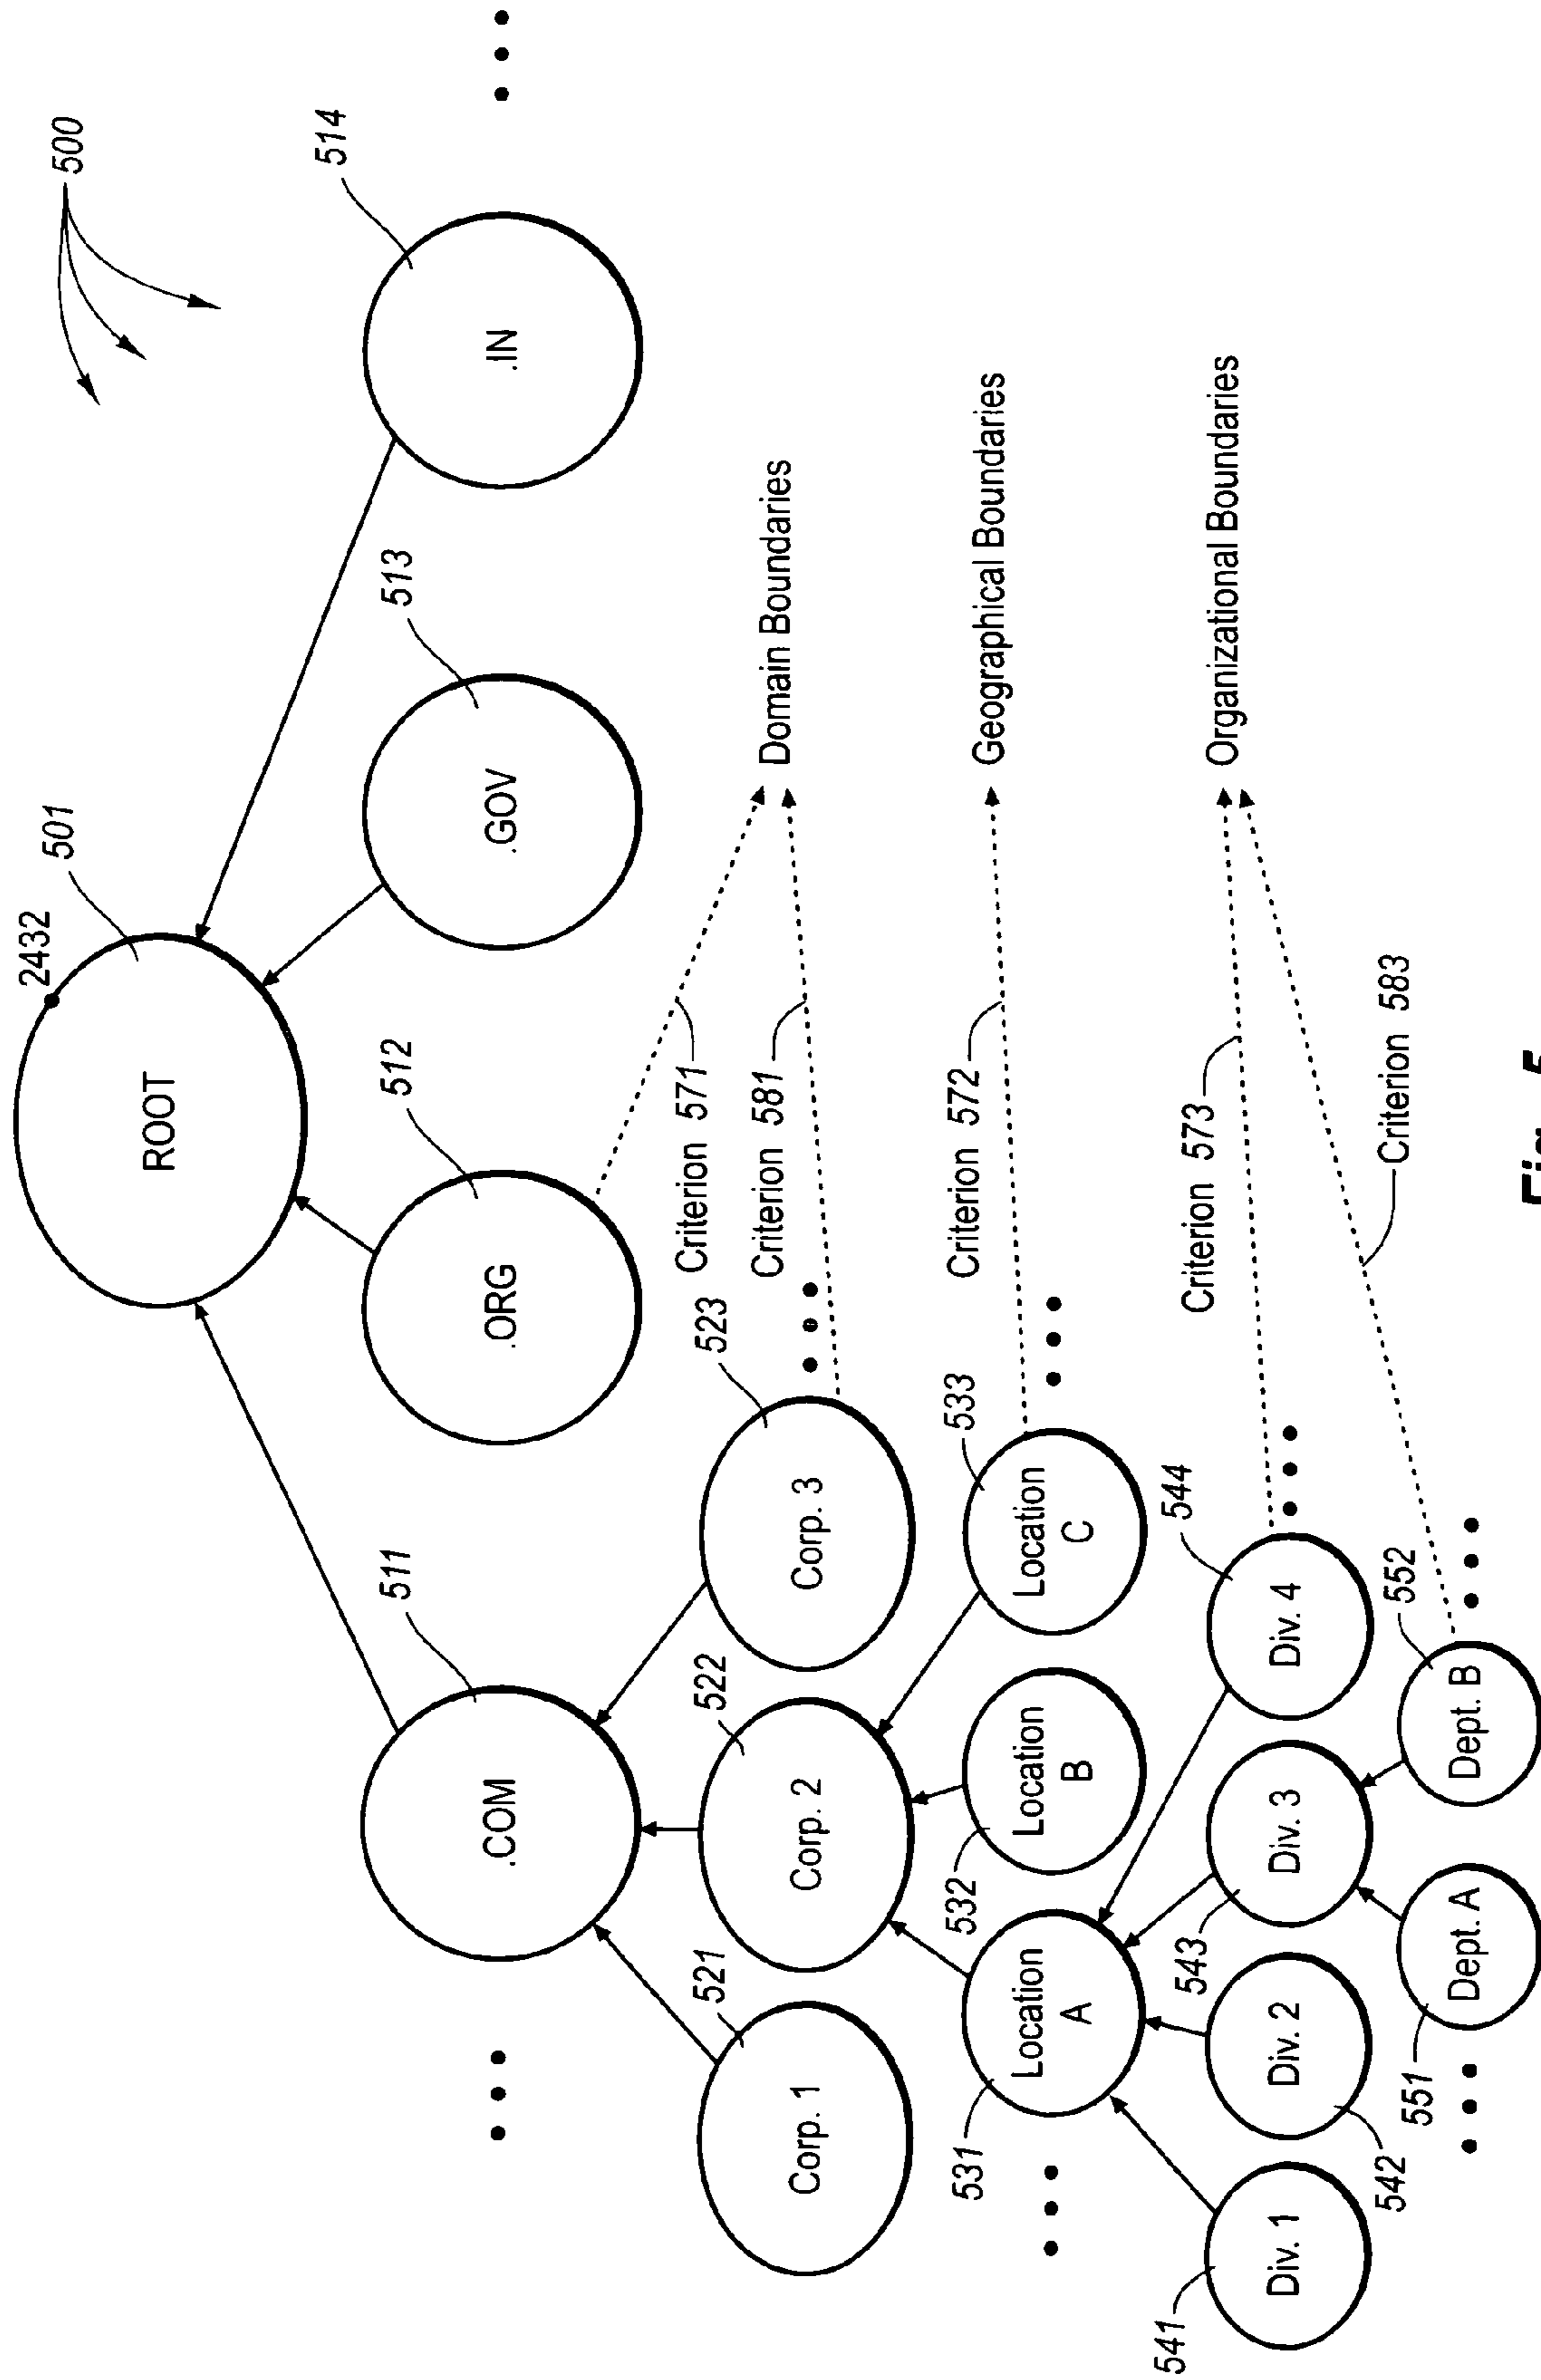 500
2432
501
ROOT
511
512
513
514
.COM
.ORG
.GOV
.IN
521
522
523
Corp. 1
Corp. 2
Corp. 3
Criterion 571
Criterion 581
Domain Boundaries
531
532
533
Location
A
Location
B
Location
C
Criterion 572
Geographical Boundaries
541
542
543
544
Div. 1
Div. 2
Div. 3
Div. 4
Criterion 573
Organizational Boundaries
551
552
Dept. A
Dept. B
Criterion 583
Fig. 5